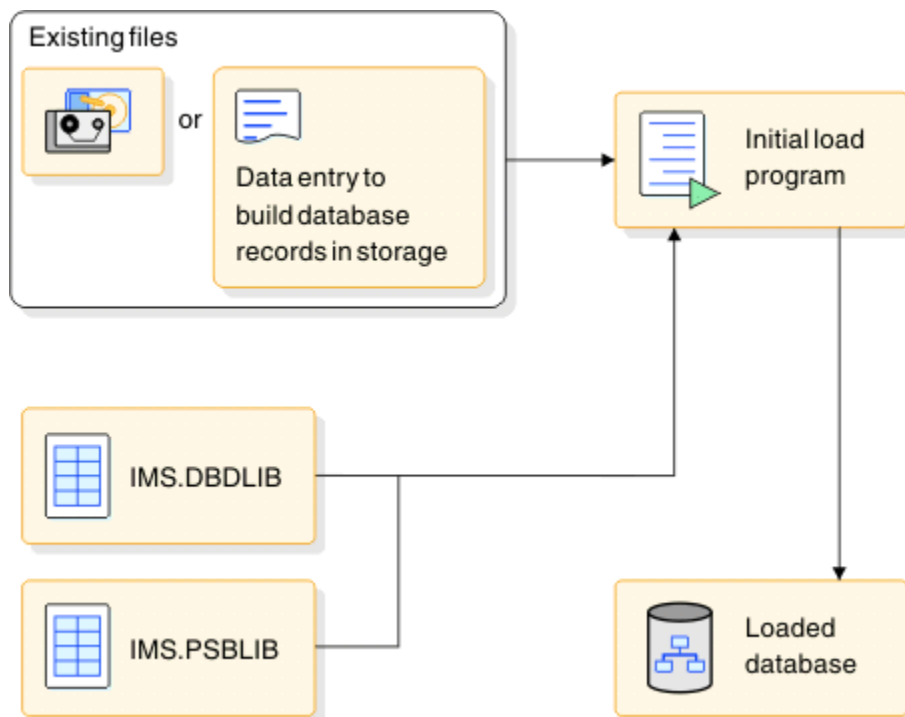 Existing files
or
Data entry to
build database
records in storage
Initial load
program
IMS.DBDLIB
IMS.PSBLIB
Loaded
database